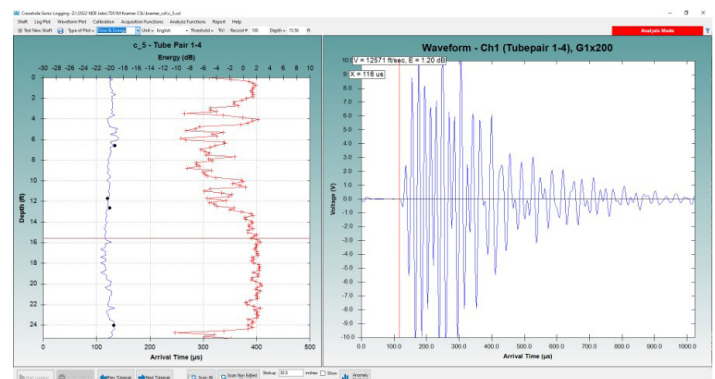 Crosshole Sonic Logging
Shaft Log Plot Waveform Plot Calibration Acquisition Functions Analysis Functions Report Help
Test New Shaft Type of Plot = Time & Energy Unit = English Threshold = Th1 Record # 100 Depth = 15.58 ft
Analysis Mode
c_5 - Tube Pair 1-4
Energy (dB)
-30 -28 -26 -24 -22 -20 -18 -16 -14 -12 -10 -8 -6 -4 -2 0 2 4 6 8 10
0
2
4
6
8
10
12
14
16
18
20
22
24
Depth (ft)
0 100 200 300 400 500
Arrival Time (µs)
Waveform - Ch1 (Tubepair 1-4), G1x200
V = 12571 ft/sec, E = 1.20 dB
X = 116 us
10.0
8.0
6.0
5.0
4.0
3.0
2.0
1.0
0.0
-1.0
-2.0
-3.0
-4.0
-5.0
-6.0
-7.0
-8.0
-9.0
-10.0
Voltage (V)
0.0 100.0 200.0 300.0 400.0 500.0 600.0 700.0 800.0 900.0 1000.0
Arrival Time (µs)
Prev Tubepair Next Tubepair Scan All Scan Non Edited Stickup 30.0 inches Show Anomaly